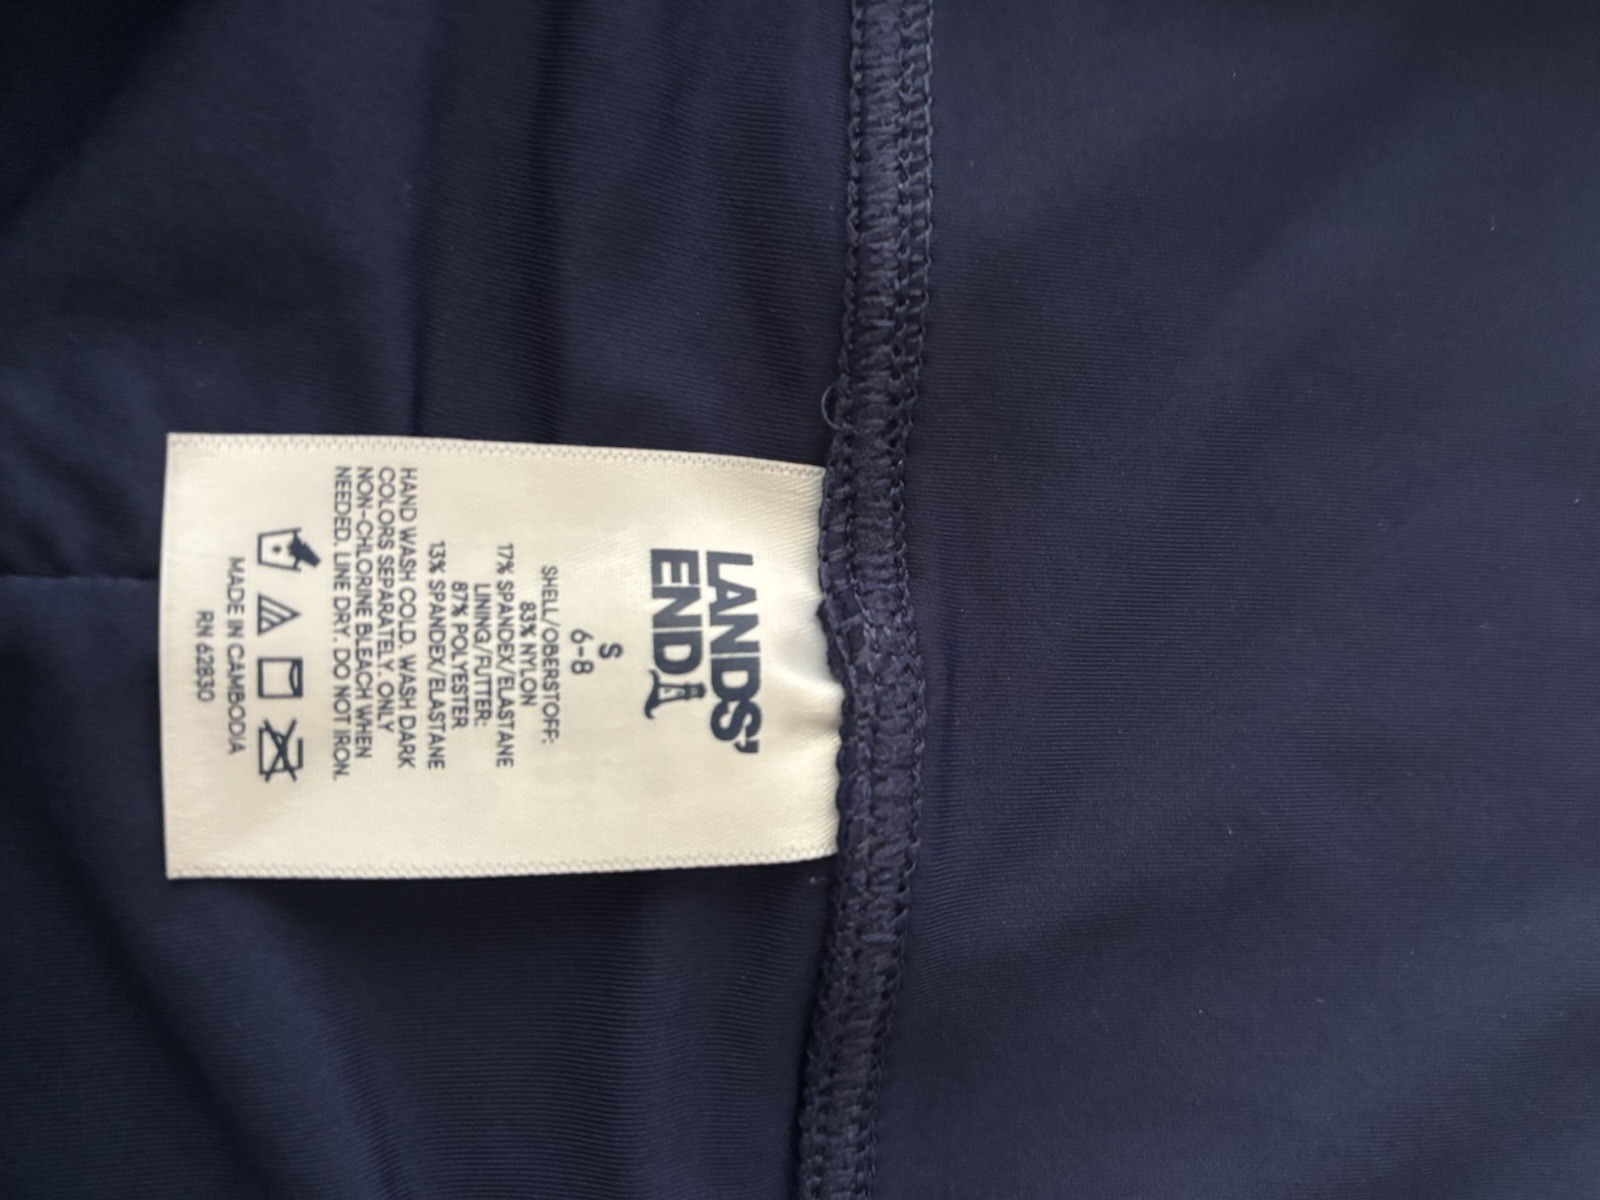 LANDS'
END
S
6-8
SHELL/OBERSTOFF:
83% NYLON
17% SPANDEX/ELASTANE
LINING/FUTTER:
87% POLYESTER
13% SPANDEX/ELASTANE
HAND WASH COLD. WASH DARK
COLORS SEPARATELY. ONLY
NON-CHLORINE BLEACH WHEN
NEEDED. LINE DRY. DO NOT IRON.
MADE IN CAMBODIA
RN 62830